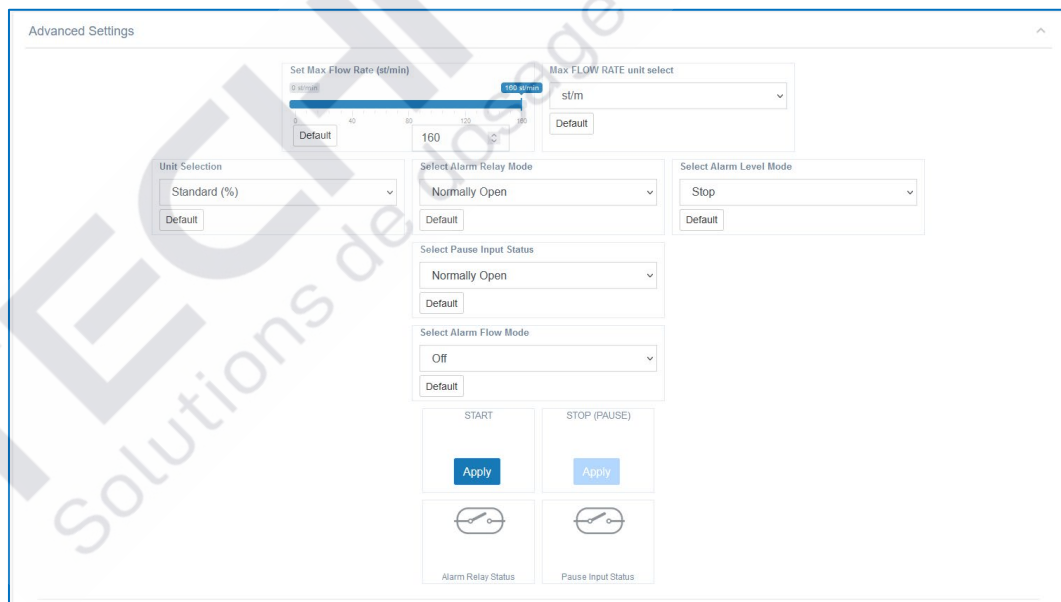 Advanced Settings
Set Max Flow Rate (st/min)
Max FLOW RATE unit select
0 st/min
160 st/min
st/m
0 40 80 120 160
Default
160
Default
Unit Selection
Select Alarm Relay Mode
Select Alarm Level Mode
Standard (%)
Normally Open
Stop
Default
Default
Default
Select Pause Input Status
Normally Open
Default
Select Alarm Flow Mode
Off
Default
START
STOP (PAUSE)
Apply
Apply
Alarm Relay Status
Pause Input Status
TECH
Solutions de dosage